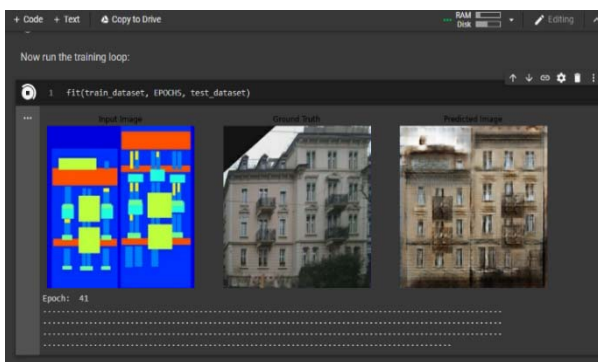 + Code + Text Copy to Drive RAM Disk Editing
Now run the training loop:
1 fit(train_dataset, EPOCHS, test_dataset)
Input Image Ground Truth Predicted Image
Epoch: 41